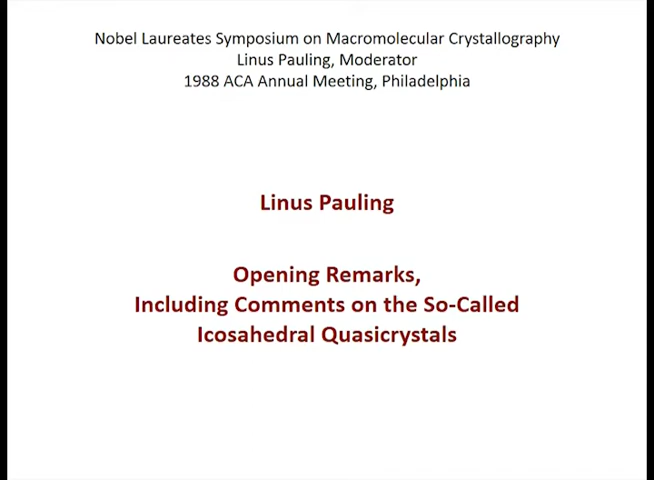 Nobel Laureates Symposium on Macromolecular Crystallography
Linus Pauling, Moderator
1988 ACA Annual Meeting, Philadelphia
Linus Pauling
Opening Remarks,
Including Comments on the So-Called
Icosahedral Quasicrystals